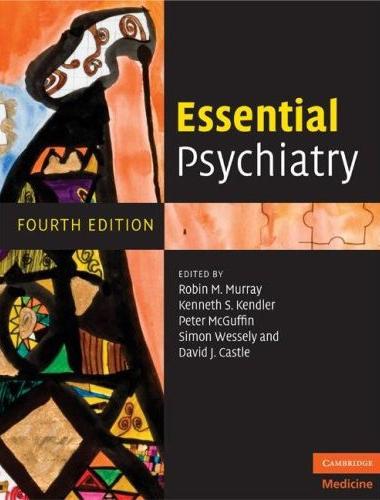 Essential
Psychiatry
FOURTH EDITION
EDITED BY
Robin M. Murray
Kenneth S. Kendler
Peter McGuffin
Simon Wessely and
David J. Castle
CAMBRIDGE
Medicine